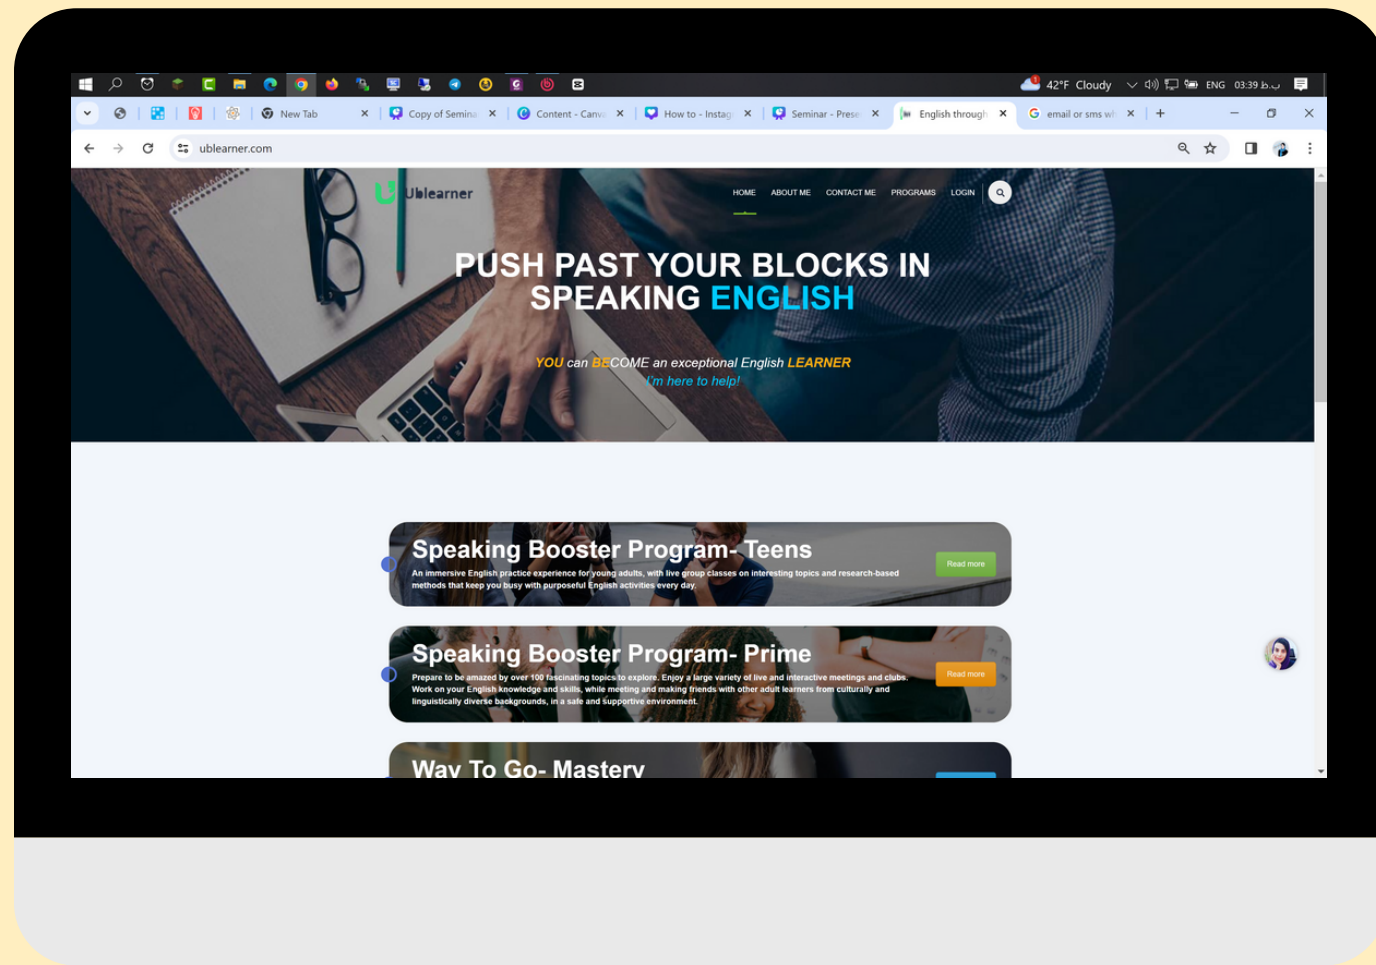 42°F Cloudy ENG 03:39 ب.ظ
New Tab
Copy of Semina
Content - Canva
How to - Instag
Seminar - Prese
English through
email or sms wh
ublearner.com
Ublearner
HOME ABOUT ME CONTACT ME PROGRAMS LOGIN
PUSH PAST YOUR BLOCKS IN
SPEAKING ENGLISH
YOU can BECOME an exceptional English LEARNER
I'm here to help!
Speaking Booster Program- Teens
An immersive English practice experience for young adults, with live group classes on interesting topics and research-based
methods that keep you busy with purposeful English activities every day.
Read more
Speaking Booster Program- Prime
Prepare to be amazed by over 100 fascinating topics to explore. Enjoy a large variety of live and interactive meetings and clubs.
Work on your English knowledge and skills, while meeting and making friends with other adult learners from culturally and
linguistically diverse backgrounds, in a safe and supportive environment.
Read more
Way To Go- Mastery